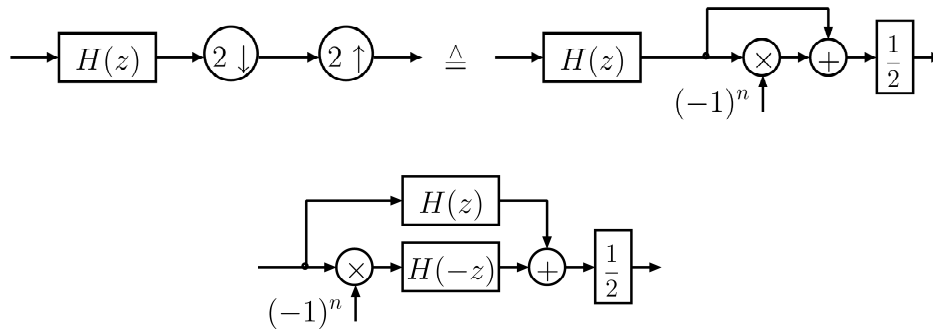 H(z) 2 ↓ 2 ↑ ≙ H(z) × + 1/2
(−1)^n
H(z)
× H(−z) + 1/2
(−1)^n